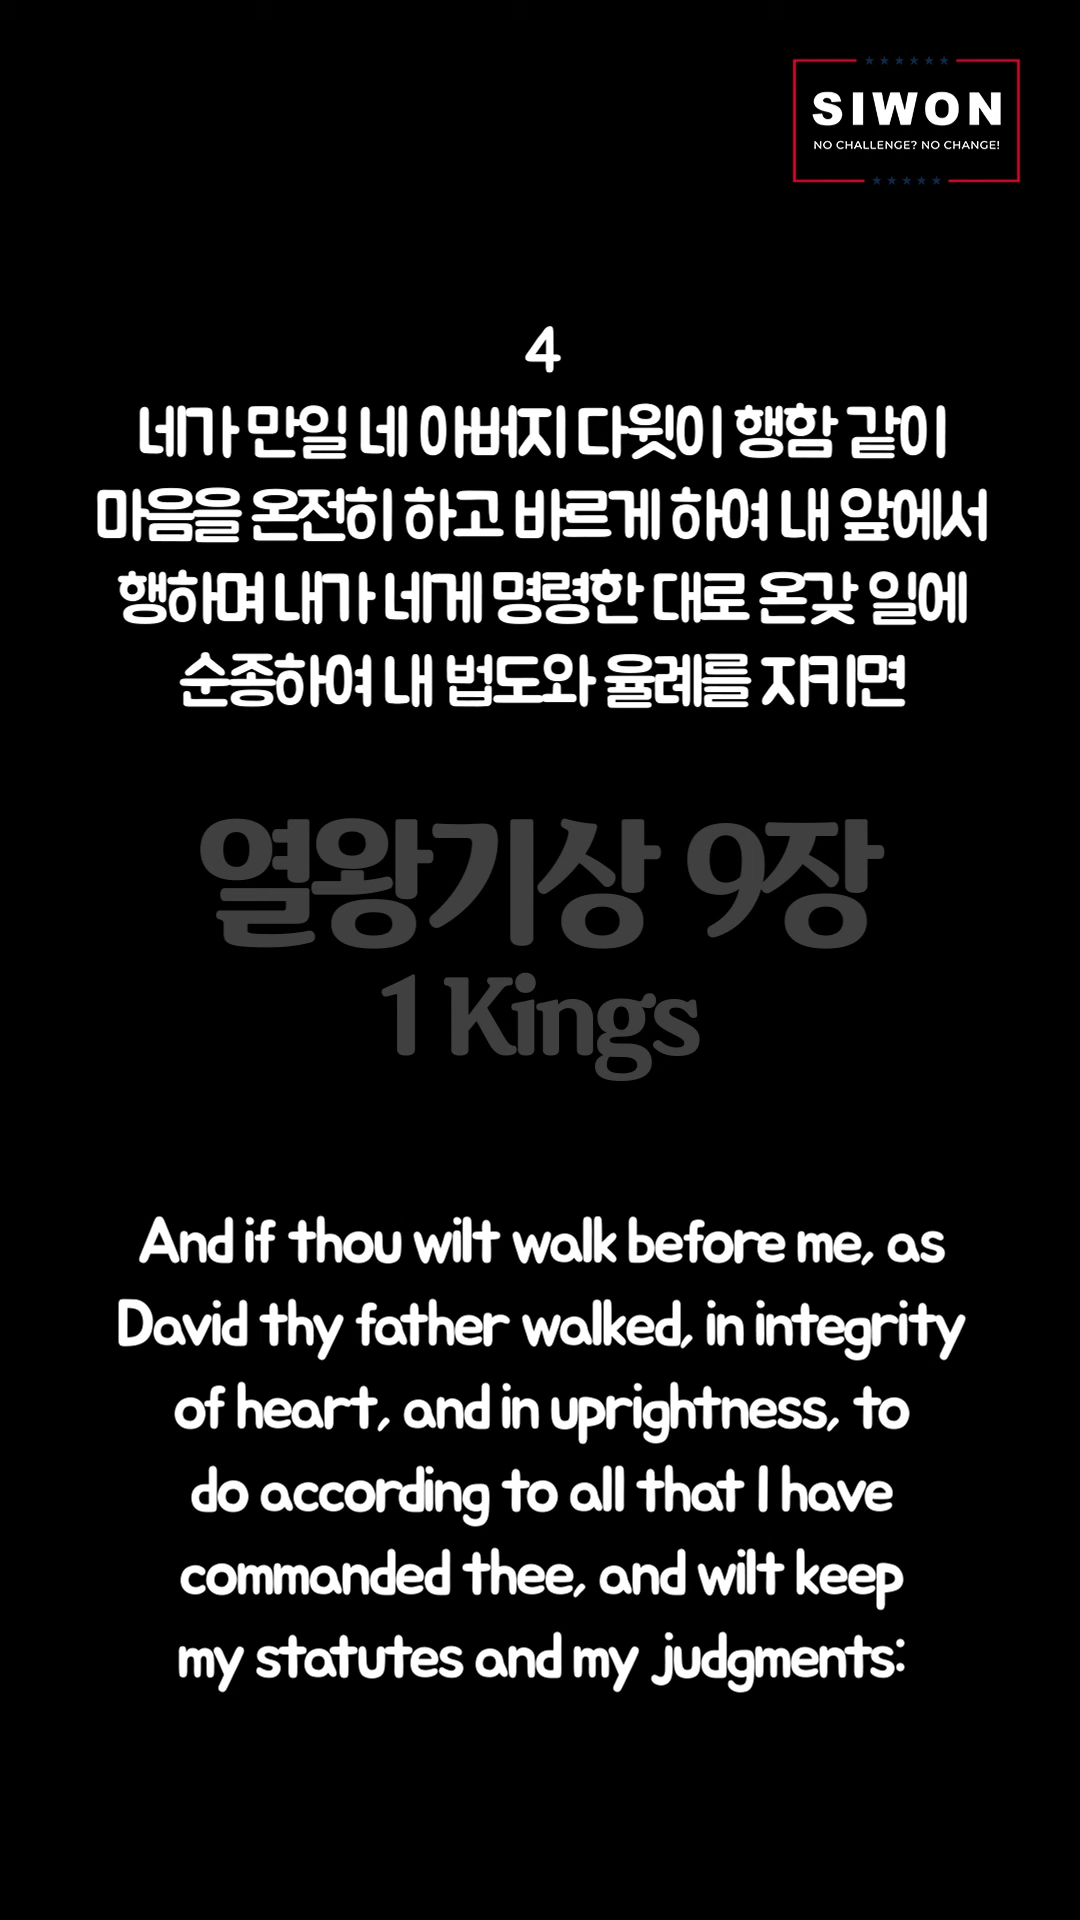 SIWON
NO CHALLENGE? NO CHANGE!
4
네가 만일 네 아버지 다윗이 행함 같이
마음을 온전히 하고 바르게 하여 내 앞에서
행하며 내가 네게 명령한 대로 온갖 일에
순종하여 내 법도와 율례를 지키면
열왕기상 9장
1 Kings
And if thou wilt walk before me, as
David thy father walked, in integrity
of heart, and in uprightness, to
do according to all that I have
commanded thee, and wilt keep
my statutes and my judgments: